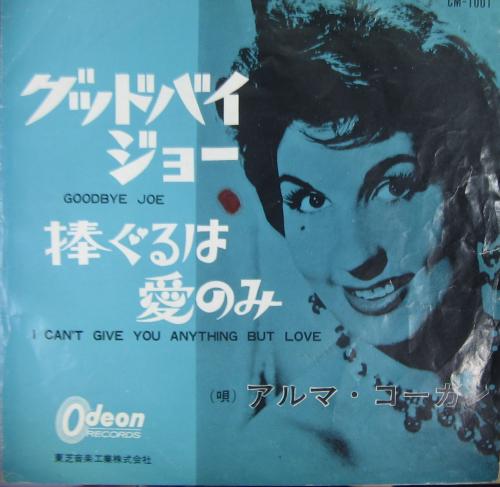 CM-1001
グッドバイ
ジョー
GOODBYE JOE
捧ぐるは
愛のみ
I CAN'T GIVE YOU ANYTHING BUT LOVE
(唄) アルマ・コーガン
Odeon
RECORDS
東芝音楽工業株式会社